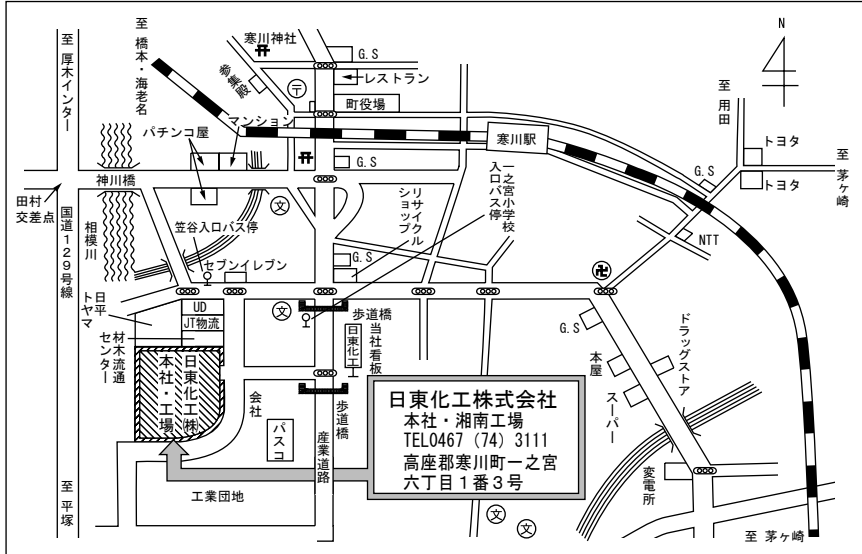 至 橋本・海老名
至 厚木インター
寒川神社
G.S
N
参集殿
〒
レストラン
町役場
マンション
パチンコ屋
寒川駅
至 用田
トヨタ
G.S
トヨタ
至 茅ヶ崎
G.S
神川橋
田村
交差点
国道129号線
相模川
文
笠谷入口バス停
リサイクル
ショップ
一之宮小学校
入口バス停
NTT
卍
セブンイレブン
G.S
日平
トヤマ
UD
JT物流
材木流通
センター
文
歩道橋
当社看板
日東化工
G.S
本屋
ドラッグストア
スーパー
日東化工㈱
本社・工場
会社
パスコ
産業道路
歩道橋
日東化工株式会社
本社・湘南工場
TEL0467 (74) 3111
高座郡寒川町一之宮
六丁目1番3号
変電所
工業団地
至 平塚
文
文
至 茅ヶ崎